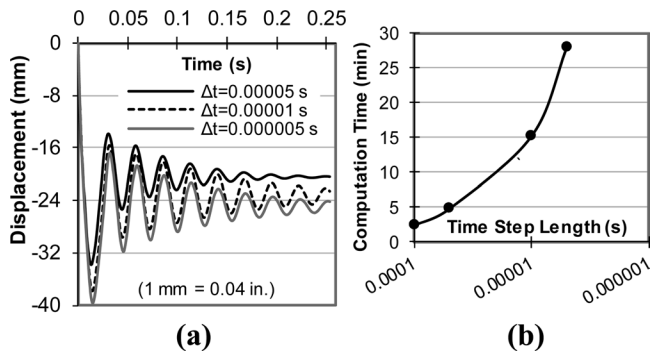 0 0.05 0.1 0.15 0.2 0.25
0
-8
-16
-24
-32
-40
Displacement (mm)
Time (s)
Δt=0.00005 s
Δt=0.00001 s
Δt=0.000005 s
(1 mm = 0.04 in.)
(a)
30
25
20
15
10
5
0
Computation Time (min)
Time Step Length (s)
0.0001 0.00001 0.000001
(b)